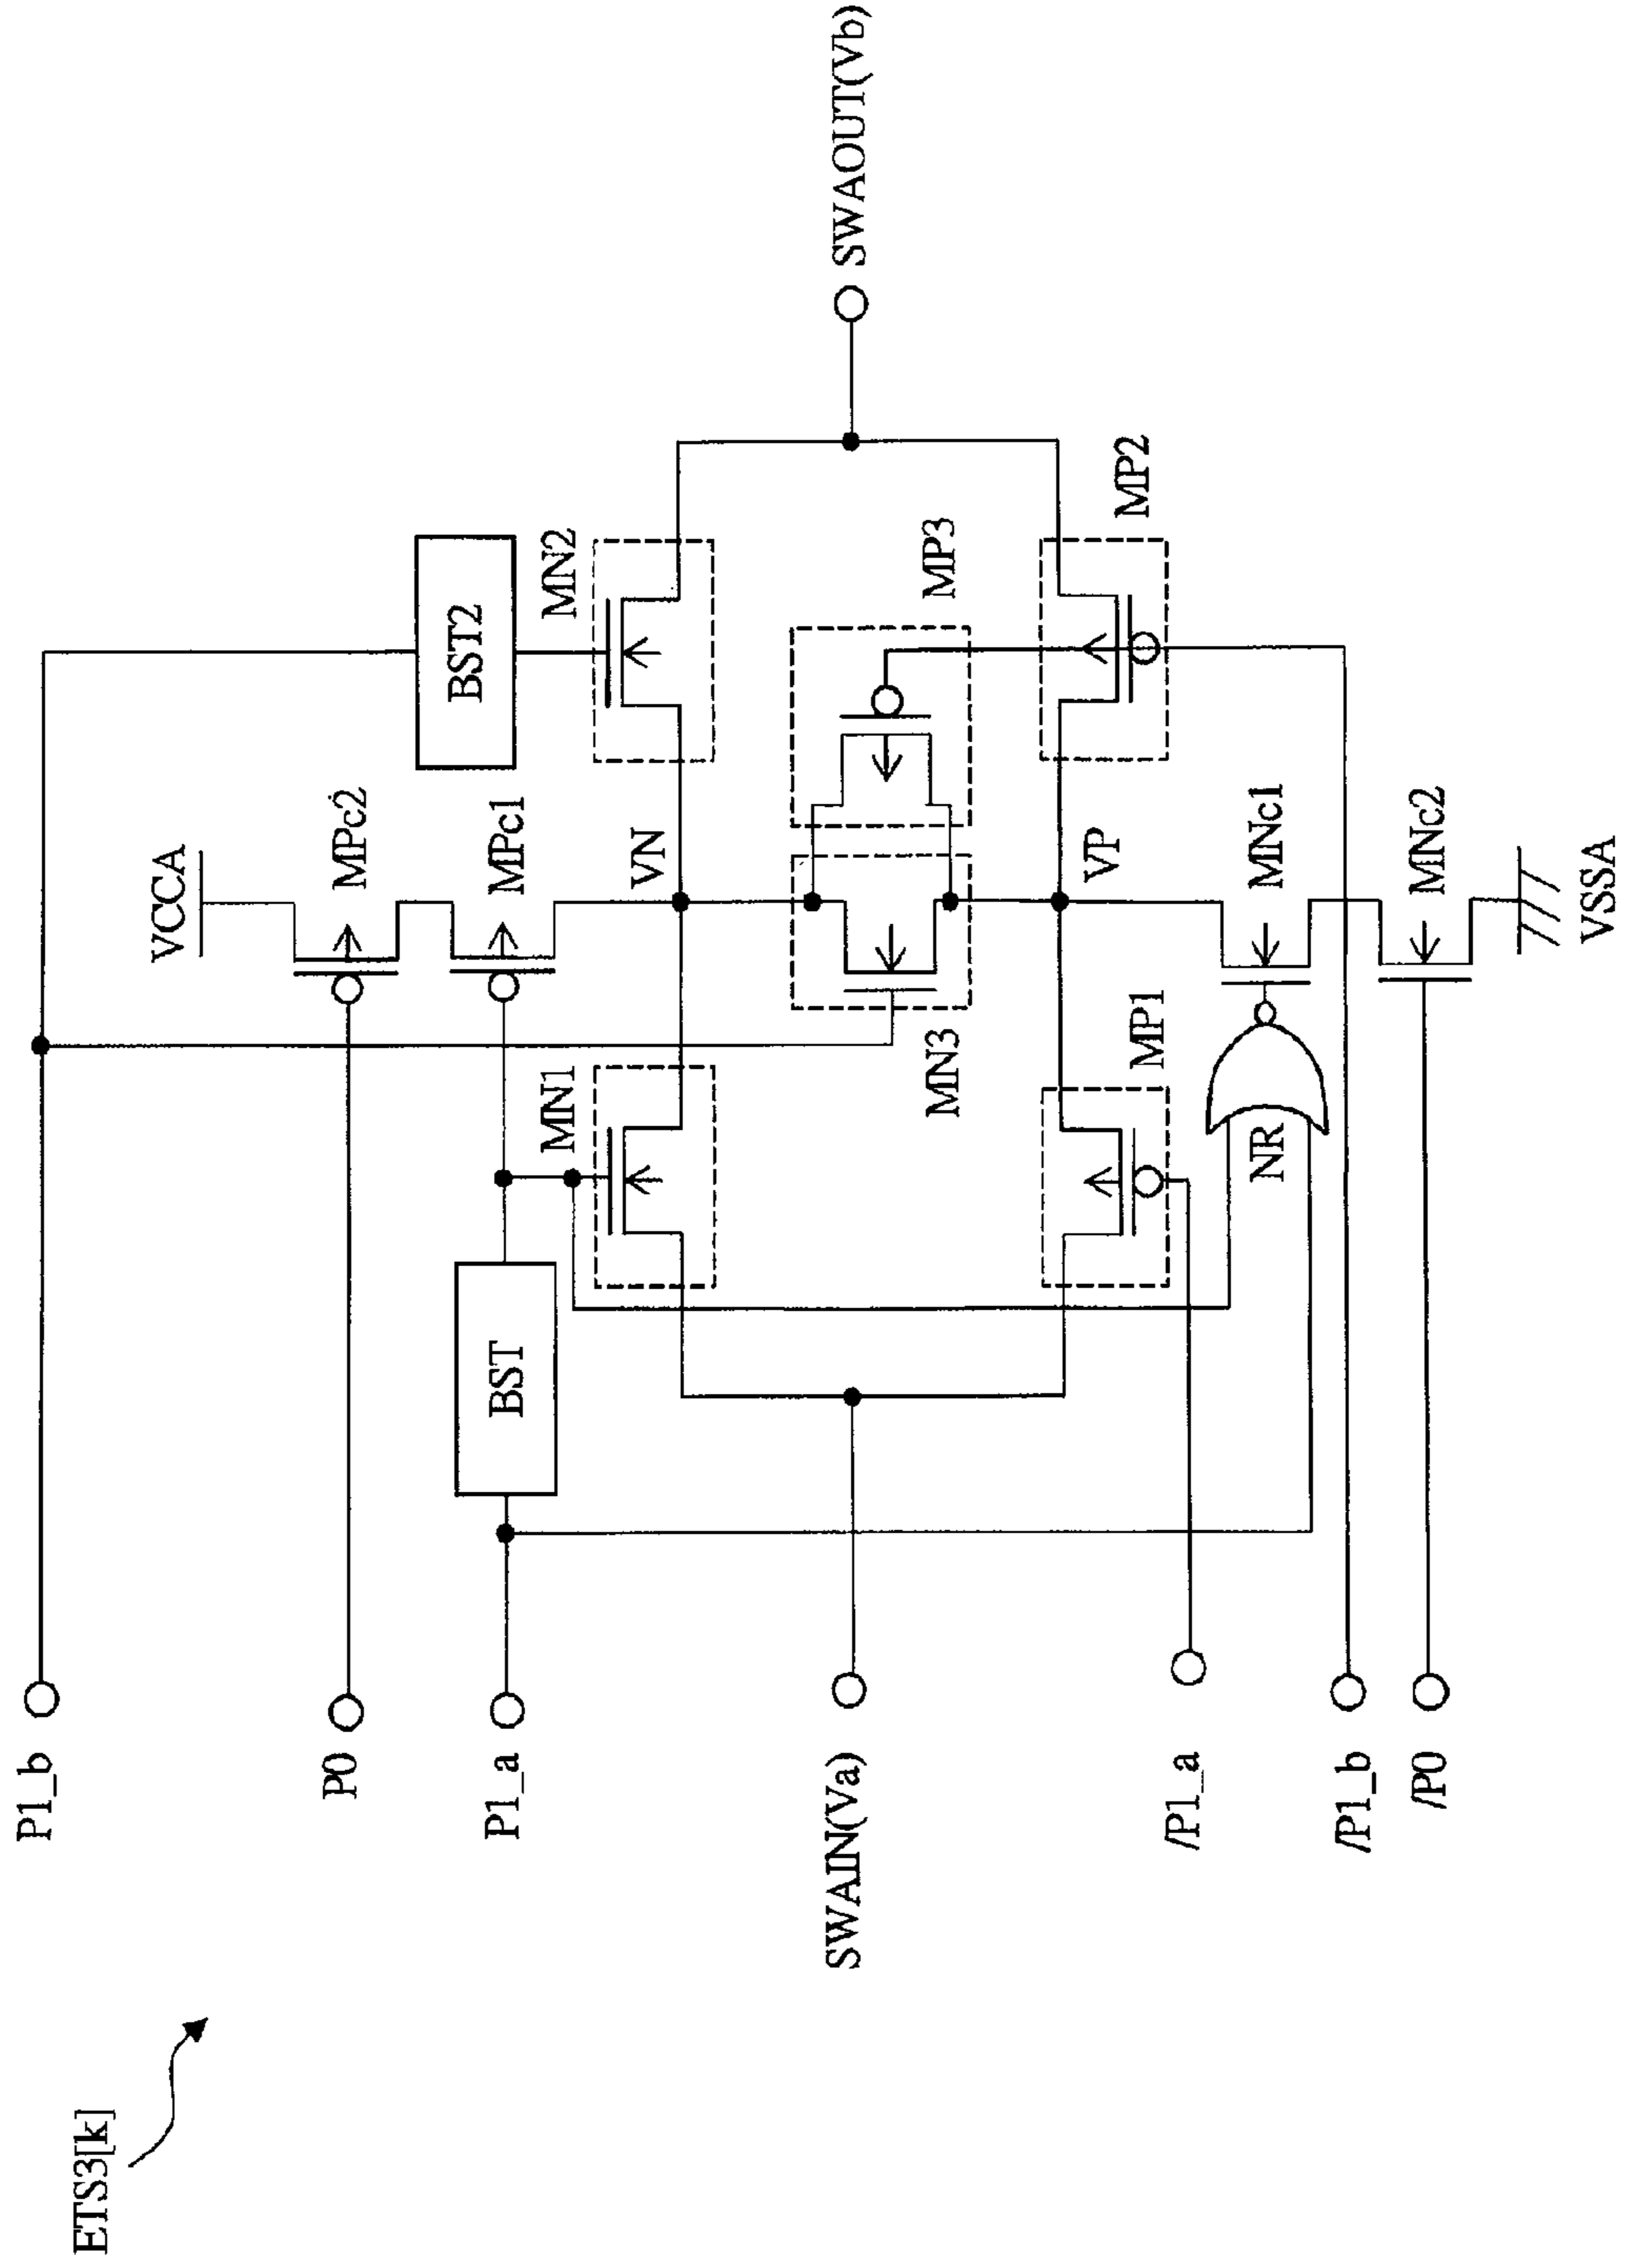 ETS3[k]
P1_b
P0
P1_a
SWAIN(Va)
/P1_a
/P1_b
/P0
VCCA
MPc2
MPc1
BST
BST2
MN1
MN2
VN
MN3
MP3
SWAOUT(Vb)
MP1
MP2
VP
NR
MNc1
MNc2
VSSA